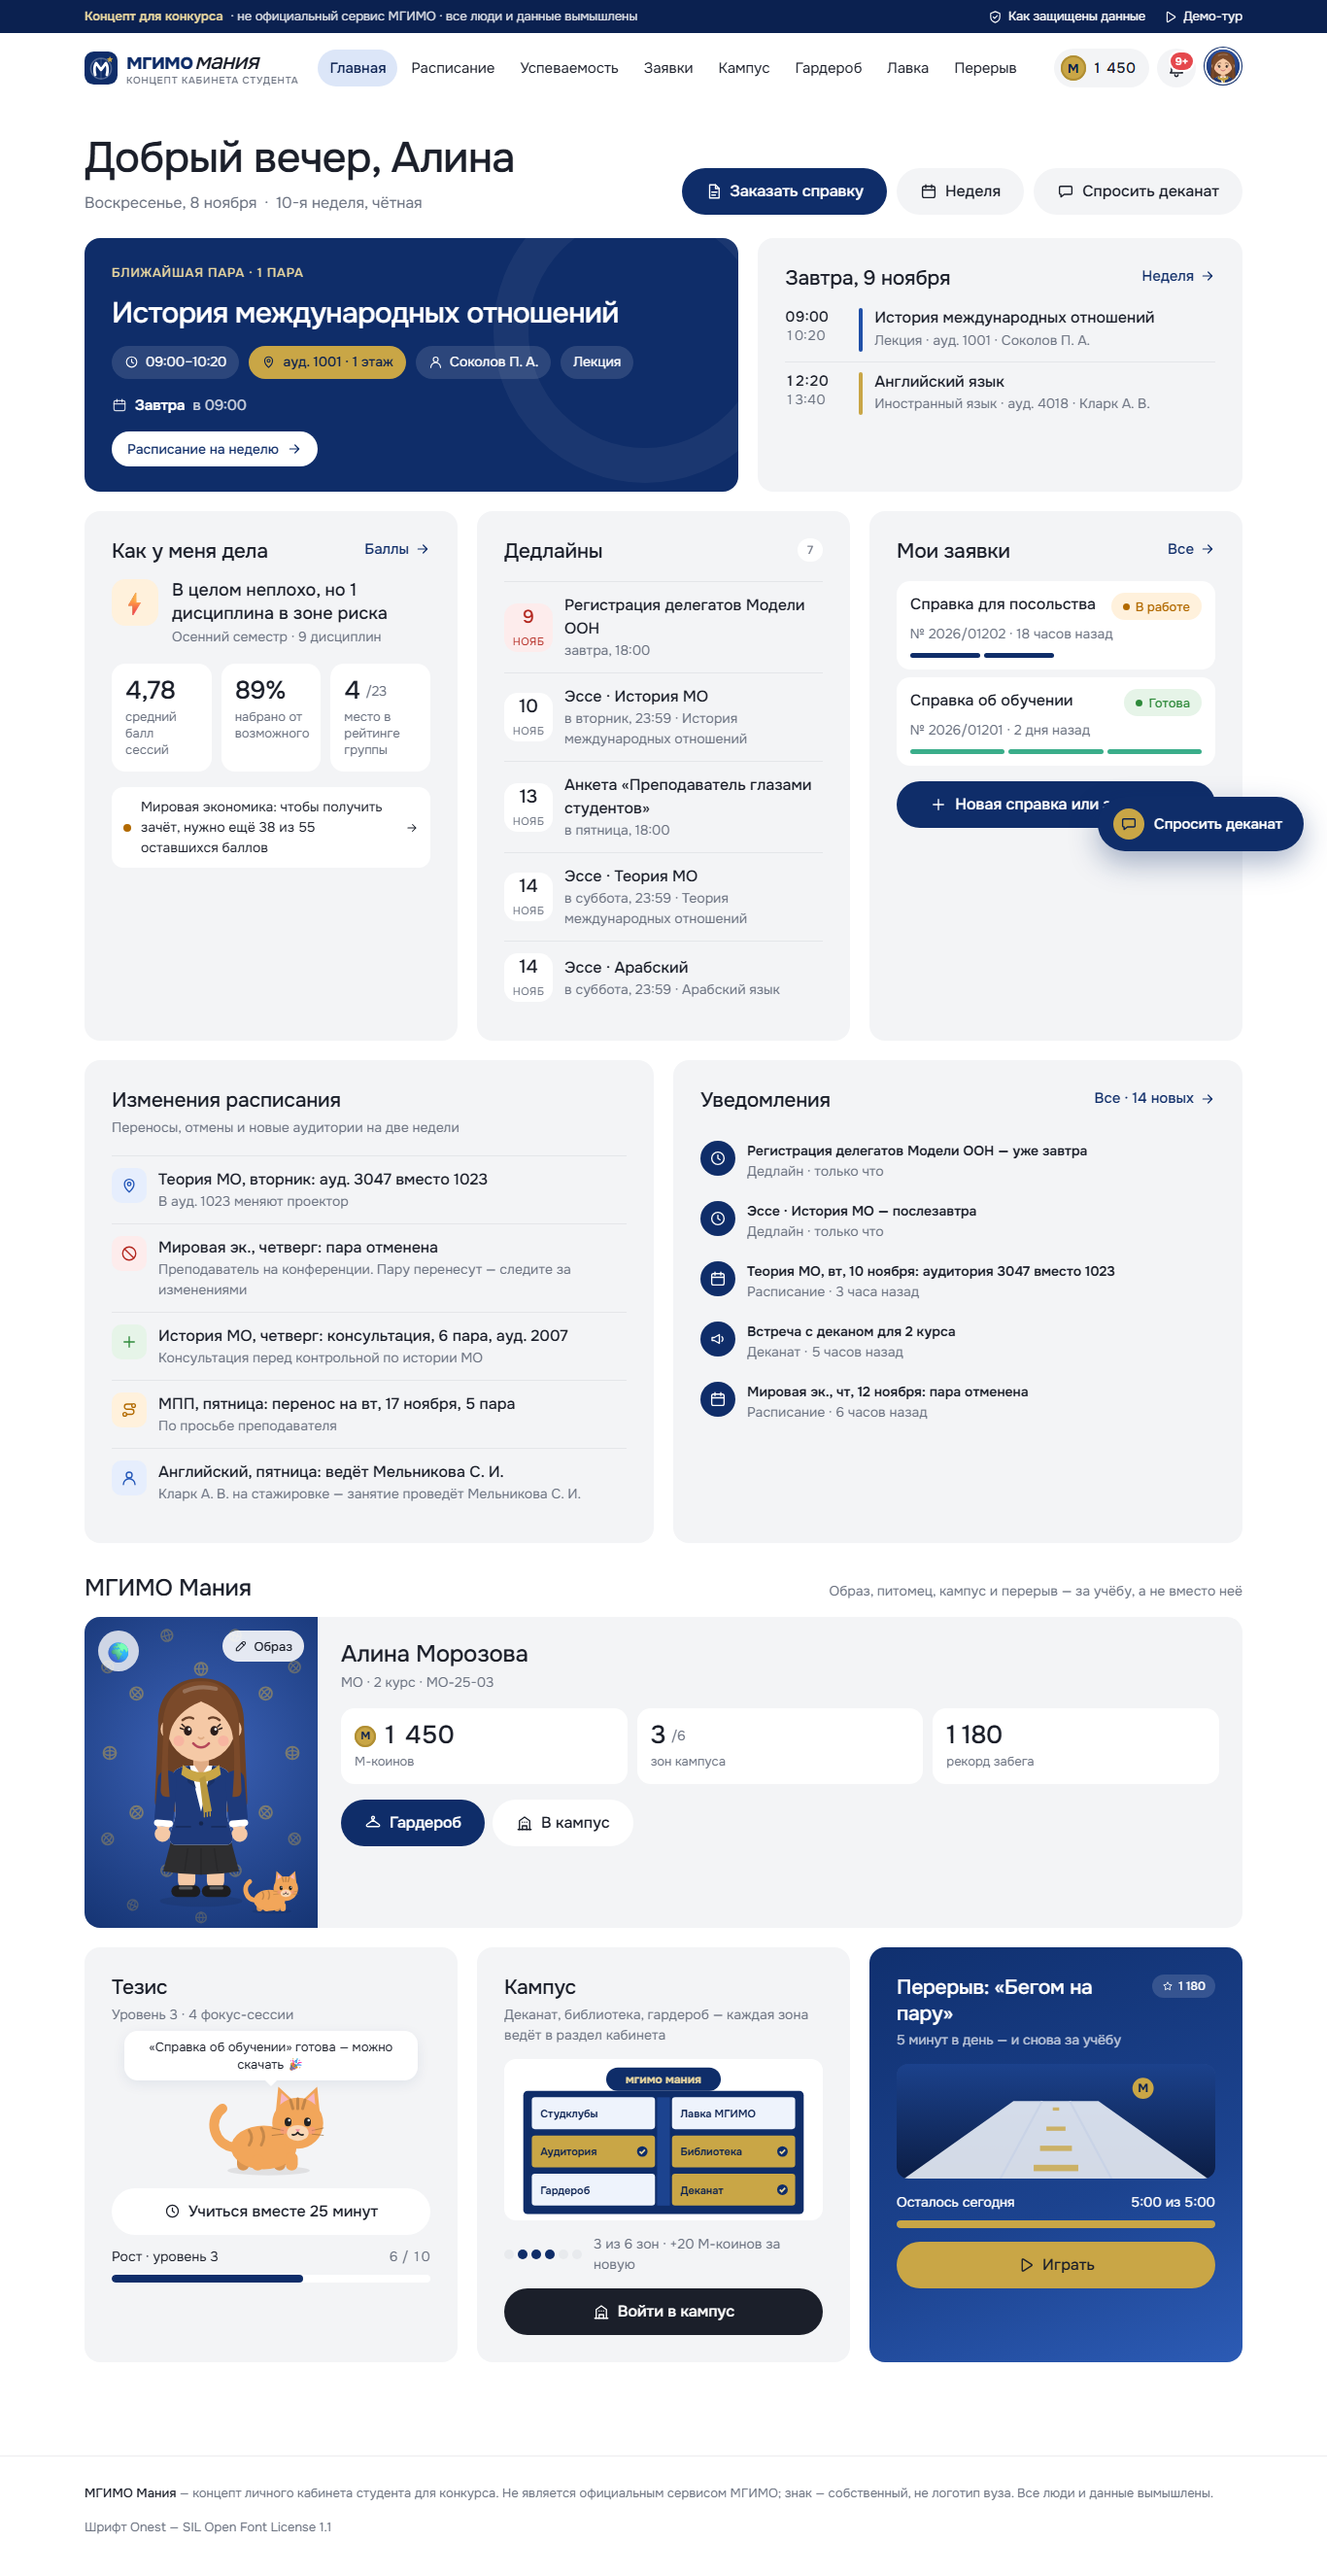 Концепт для конкурса · не официальный сервис МГИМО · все люди и данные вымышлены
Как защищены данные
Демо-тур
МГИМО МАНИЯ
КОНЦЕПТ КАБИНЕТА СТУДЕНТА
Главная
Расписание
Успеваемость
Заявки
Кампус
Гардероб
Лавка
Перерыв
М 1 450
9+
Добрый вечер, Алина
Воскресенье, 8 ноября · 10-я неделя, чётная
Заказать справку
Неделя
Спросить деканат
БЛИЖАЙШАЯ ПАРА · 1 ПАРА
История международных отношений
09:00–10:20
ауд. 1001 · 1 этаж
Соколов П. А.
Лекция
Завтра в 09:00
Расписание на неделю →
Завтра, 9 ноября
Неделя →
09:00
10:20
История международных отношений
Лекция · ауд. 1001 · Соколов П. А.
12:20
13:40
Английский язык
Иностранный язык · ауд. 4018 · Кларк А. В.
Как у меня дела
Баллы →
В целом неплохо, но 1
дисциплина в зоне риска
Осенний семестр · 9 дисциплин
4,78
средний
балл
сессий
89%
набрано от
возможного
4 /23
место в
рейтинге
группы
Мировая экономика: чтобы получить
зачёт, нужно ещё 38 из 55
оставшихся баллов
→
Дедлайны
7
9
НОЯБ
Регистрация делегатов Модели
ООН
завтра, 18:00
10
НОЯБ
Эссе · История МО
в вторник, 23:59 · История
международных отношений
13
НОЯБ
Анкета «Преподаватель глазами
студентов»
в пятница, 18:00
14
НОЯБ
Эссе · Теория МО
в суббота, 23:59 · Теория
международных отношений
14
НОЯБ
Эссе · Арабский
в суббота, 23:59 · Арабский язык
Мои заявки
Все →
Справка для посольства
В работе
№ 2026/01202 · 18 часов назад
Справка об обучении
Готова
№ 2026/01201 · 2 дня назад
+ Новая справка или
Спросить деканат
Изменения расписания
Переносы, отмены и новые аудитории на две недели
Теория МО, вторник: ауд. 3047 вместо 1023
В ауд. 1023 меняют проектор
Мировая эк., четверг: пара отменена
Преподаватель на конференции. Пару перенесут — следите за
изменениями
История МО, четверг: консультация, 6 пара, ауд. 2007
Консультация перед контрольной по истории МО
МПП, пятница: перенос на вт, 17 ноября, 5 пара
По просьбе преподавателя
Английский, пятница: ведёт Мельникова С. И.
Кларк А. В. на стажировке — занятие проведёт Мельникова С. И.
Уведомления
Все · 14 новых →
Регистрация делегатов Модели ООН — уже завтра
Дедлайн · только что
Эссе · История МО — послезавтра
Дедлайн · только что
Теория МО, вт, 10 ноября: аудитория 3047 вместо 1023
Расписание · 3 часа назад
Встреча с деканом для 2 курса
Деканат · 5 часов назад
Мировая эк., чт, 12 ноября: пара отменена
Расписание · 6 часов назад
МГИМО Мания
Образ, питомец, кампус и перерыв — за учёбу, а не вместо неё
Образ
Алина Морозова
МО · 2 курс · МО-25-03
М 1 450
М-коинов
3 /6
зон кампуса
1 180
рекорд забега
Гардероб
В кампус
Тезис
Уровень 3 · 4 фокус-сессии
«Справка об обучении» готова — можно
скачать 🎉
Учиться вместе 25 минут
Рост · уровень 3
6 / 10
Кампус
Деканат, библиотека, гардероб — каждая зона
ведёт в раздел кабинета
МГИМО МАНИЯ
Студклубы
Лавка МГИМО
Аудитория
Библиотека
Гардероб
Деканат
3 из 6 зон · +20 М-коинов за
новую
Войти в кампус
Перерыв: «Бегом на
пару»
1 180
5 минут в день — и снова за учёбу
М
Осталось сегодня
5:00 из 5:00
Играть
МГИМО Мания — концепт личного кабинета студента для конкурса. Не является официальным сервисом МГИМО; знак — собственный, не логотип вуза. Все люди и данные вымышлены.
Шрифт Onest — SIL Open Font License 1.1